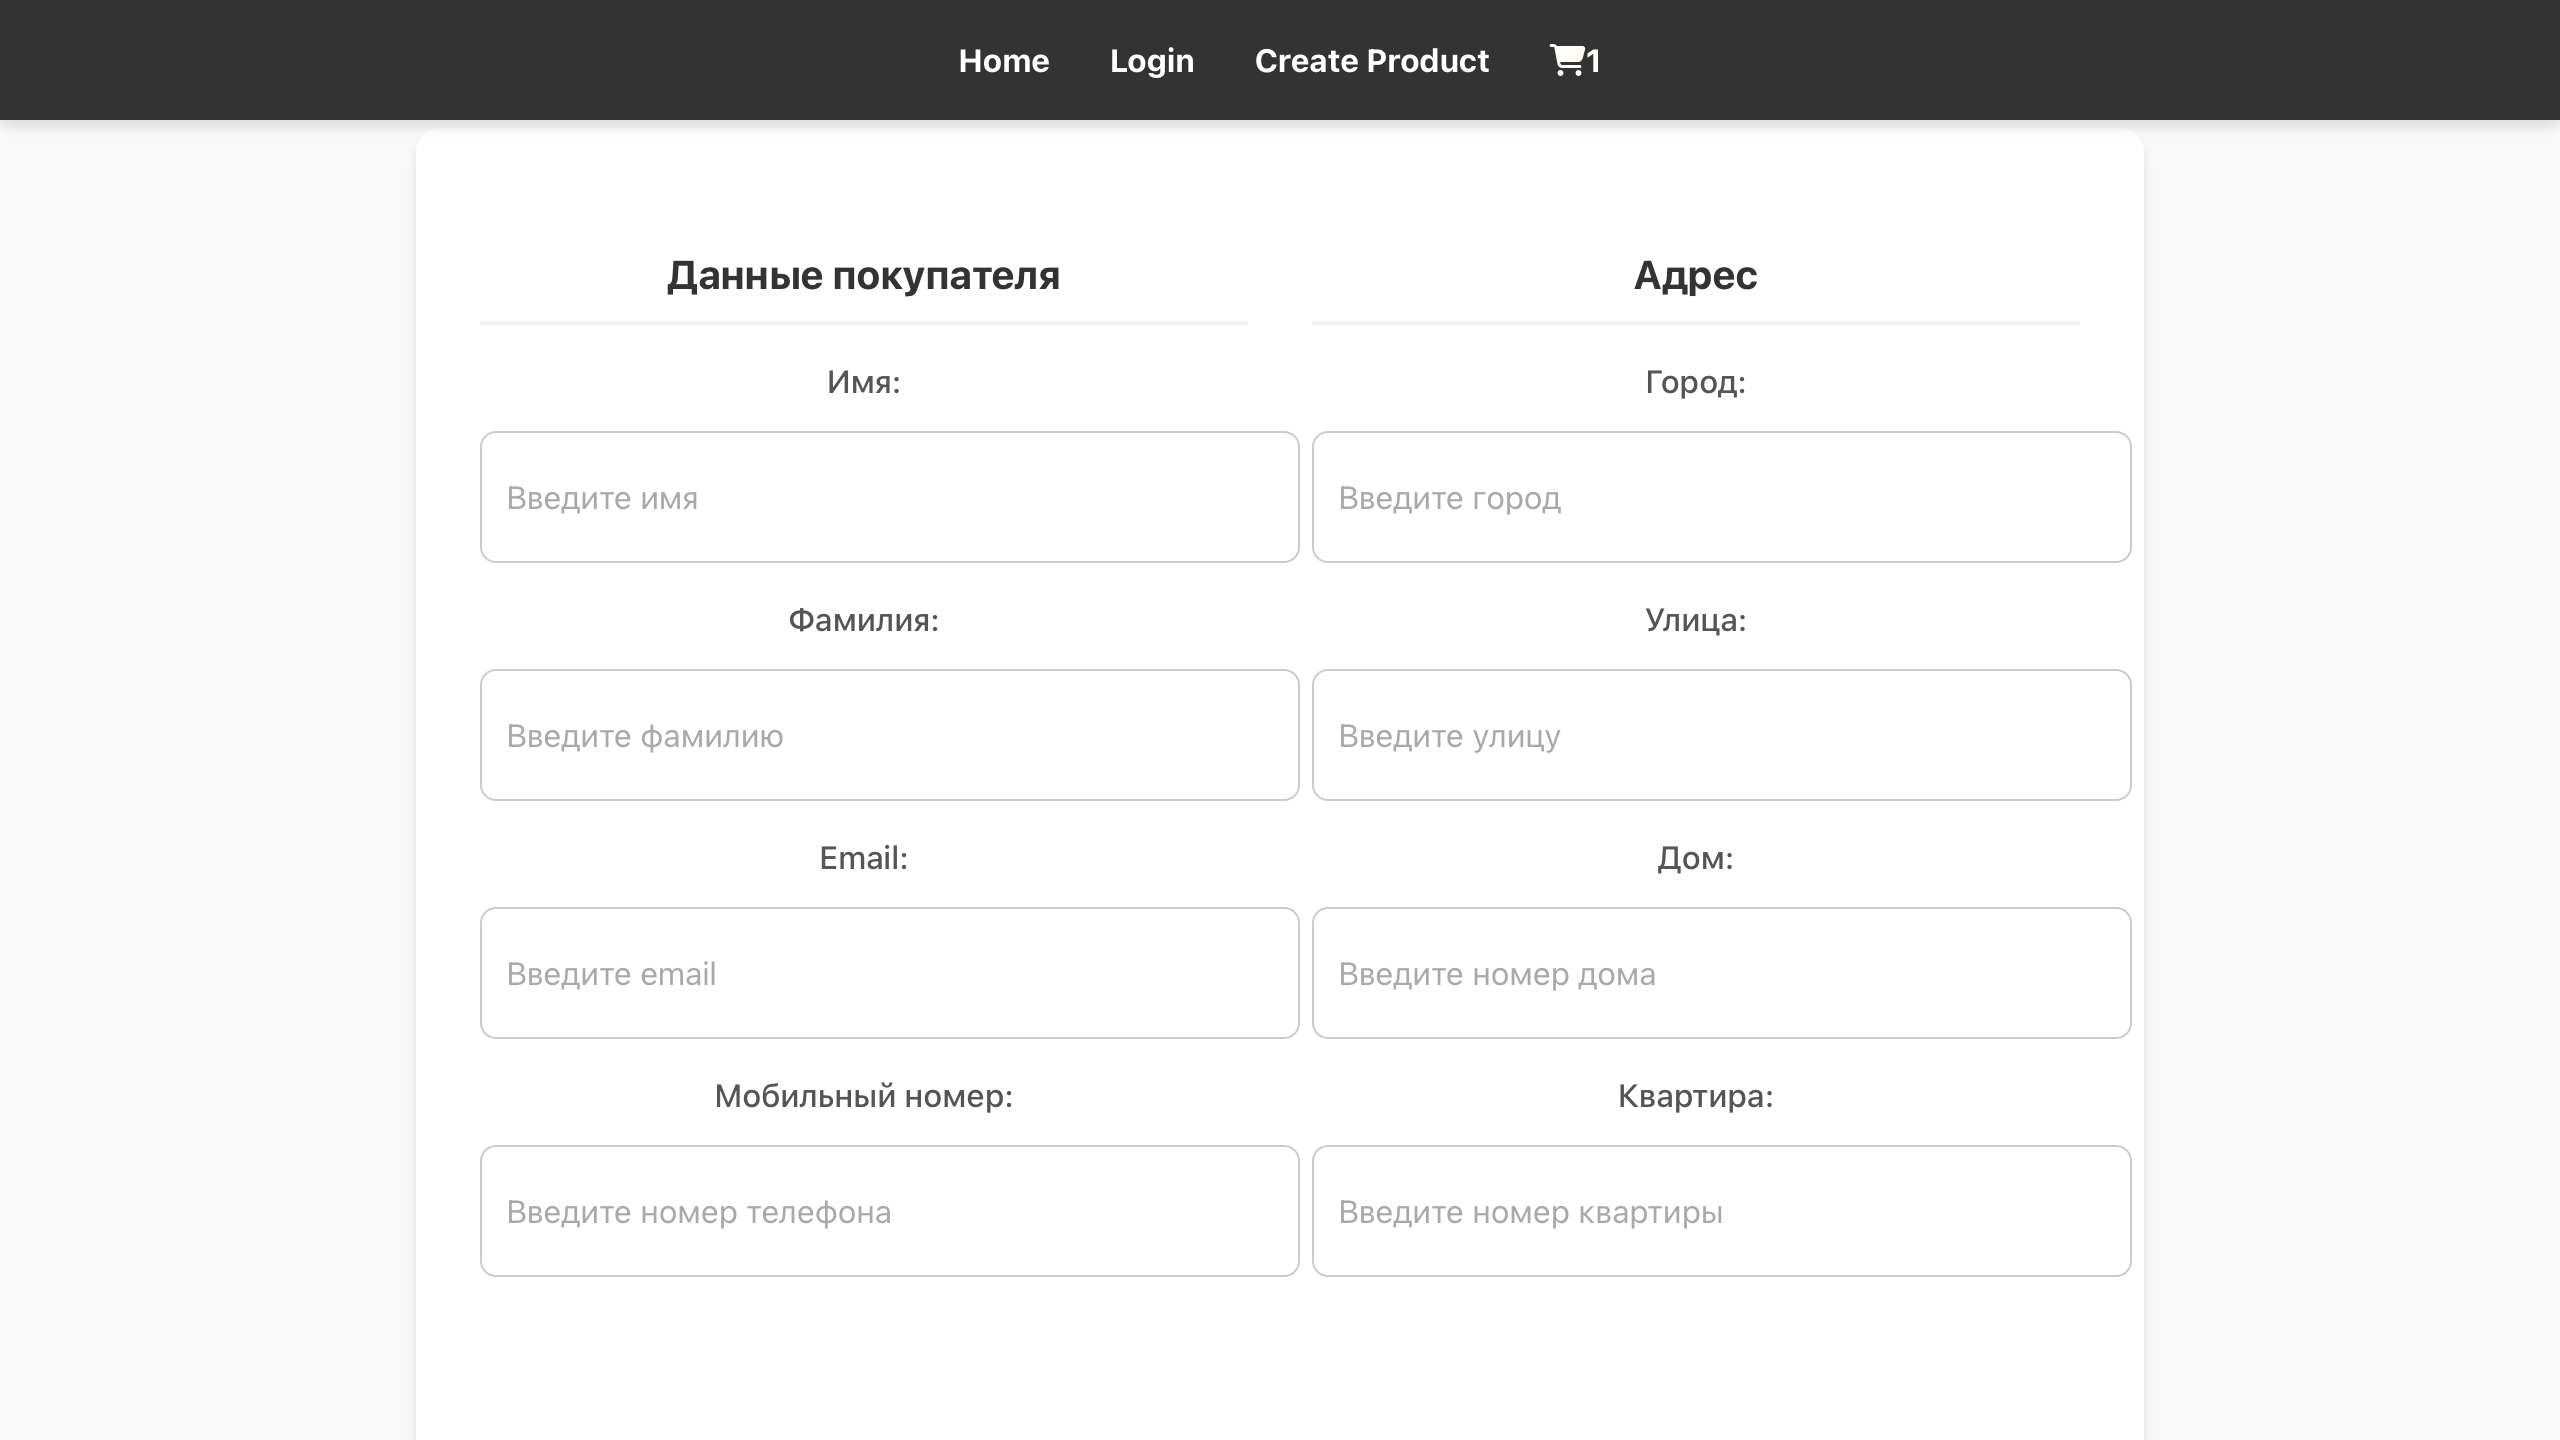 Home Login Create Product 1
Данные покупателя
Имя:
Введите имя
Фамилия:
Введите фамилию
Email:
Введите email
Мобильный номер:
Введите номер телефона
Адрес
Город:
Введите город
Улица:
Введите улицу
Дом:
Введите номер дома
Квартира:
Введите номер квартиры